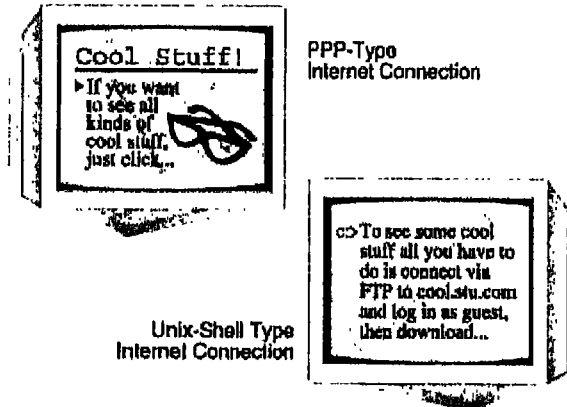 Cool Stuff!
If you want
to see all
kinds of
cool stuff,
just click...
PPP-Type
Internet Connection
c:>To see some cool
stuff all you have to
do is connect via
FTP to cool.stu.com
and log in as guest,
then download...
Unix-Shell Type
Internet Connection